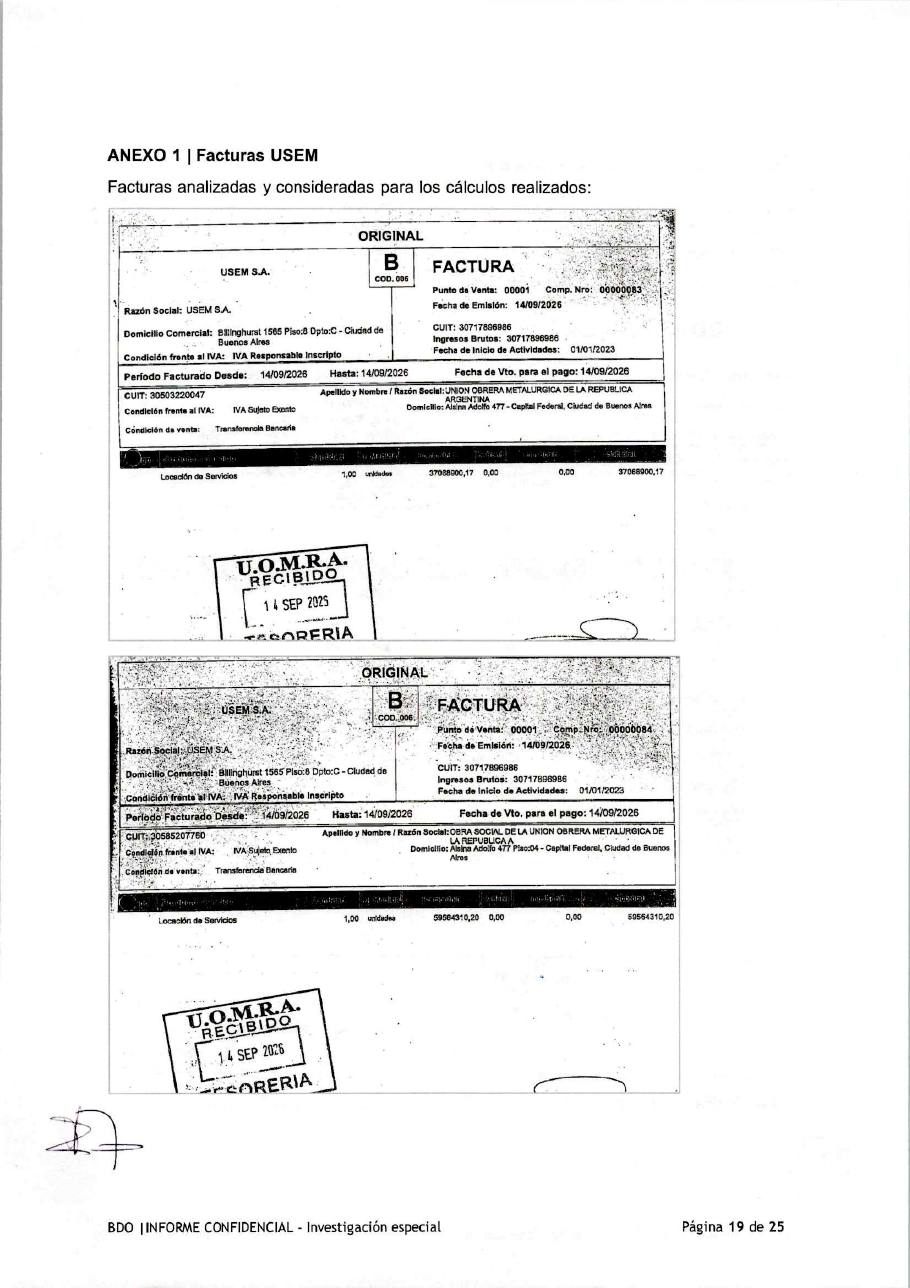 ANEXO 1 | Facturas USEM
Facturas analizadas y consideradas para los cálculos realizados:
ORIGINAL
USEM S.A.
B
COD. 006
FACTURA
Punto de Venta: 00001 Comp. Nro: 00000083
Fecha de Emisión: 14/09/2026
Razón Social: USEM S.A.
CUIT: 30717896986
Domicilio Comercial: Billinghurst 1565 Piso:8 Dpto:C - Ciudad de
Buenos Aires
Ingresos Brutos: 30717896986
Condición frente al IVA: IVA Responsable Inscripto
Fecha de Inicio de Actividades: 01/01/2023
Período Facturado Desde: 14/09/2026 Hasta: 14/09/2026 Fecha de Vto. para el pago: 14/09/2026
CUIT: 30503220047 Apellido y Nombre / Razón Social: UNION OBRERA METALURGICA DE LA REPUBLICA
ARGENTINA
Condición frente al IVA: IVA Sujeto Exento Domicilio: Alsina Adolfo 477 - Capital Federal, Ciudad de Buenos Aires
Condición de venta: Transferencia Bancaria
Locación de Servicios 1,00 unidades 37068900,17 0,00 0,00 37068900,17
U.O.M.R.A.
RECIBIDO
14 SEP 2025
TESORERIA
ORIGINAL
USEM S.A.
B
COD. 006
FACTURA
Punto de Venta: 00001 Comp. Nro: 00000084
Fecha de Emisión: 14/09/2026
Razón Social: USEM S.A.
CUIT: 30717896986
Domicilio Comercial: Billinghurst 1565 Piso:8 Dpto:C - Ciudad de
Buenos Aires
Ingresos Brutos: 30717896986
Condición frente al IVA: IVA Responsable Inscripto
Fecha de Inicio de Actividades: 01/01/2023
Período Facturado Desde: 14/09/2026 Hasta: 14/09/2026 Fecha de Vto. para el pago: 14/09/2026
CUIT: 30585207760 Apellido y Nombre / Razón Social: OBRA SOCIAL DE LA UNION OBRERA METALURGICA DE
LA REPUBLICA A
Condición frente al IVA: IVA Sujeto Exento Domicilio: Alsina Adolfo 477 Piso:04 - Capital Federal, Ciudad de Buenos
Aires
Condición de venta: Transferencia Bancaria
Locación de Servicios 1,00 unidades 59564310,20 0,00 0,00 59564310,20
U.O.M.R.A.
RECIBIDO
14 SEP 2026
TESORERIA
BDO | INFORME CONFIDENCIAL - Investigación especial Página 19 de 25